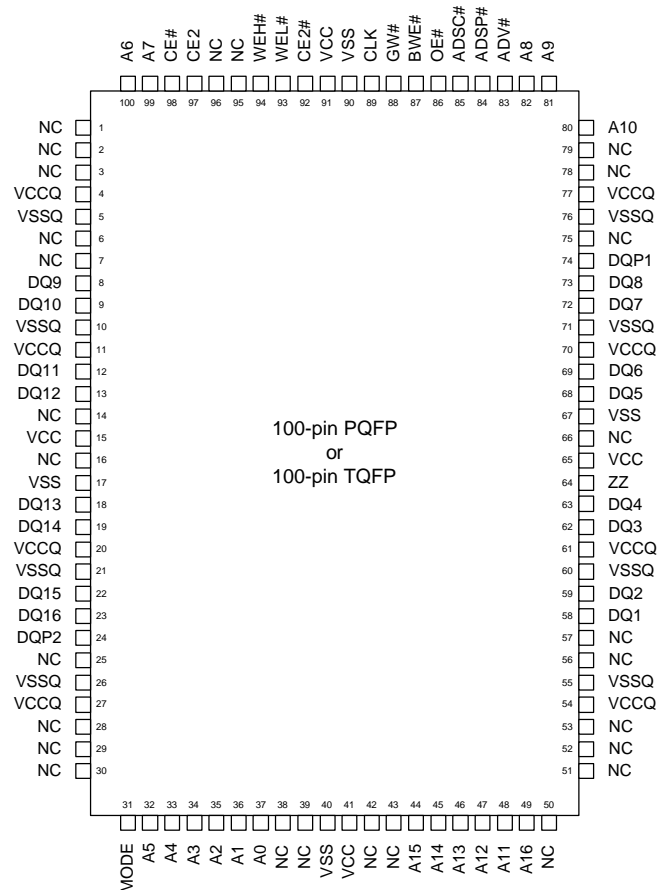 A6 A7 CE# CE2 NC NC WEH# WEL# CE2# VCC VSS CLK GW# BWE# OE# ADSC# ADSP# ADV# A8 A9
100 99 98 97 96 95 94 93 92 91 90 89 88 87 86 85 84 83 82 81
NC 1 80 A10
NC 2 79 NC
NC 3 78 NC
VCCQ 4 77 VCCQ
VSSQ 5 76 VSSQ
NC 6 75 NC
NC 7 74 DQP1
DQ9 8 73 DQ8
DQ10 9 72 DQ7
VSSQ 10 71 VSSQ
VCCQ 11 70 VCCQ
DQ11 12 69 DQ6
DQ12 13 68 DQ5
NC 14 67 VSS
VCC 15 66 NC
NC 16 65 VCC
VSS 17 64 ZZ
DQ13 18 63 DQ4
DQ14 19 62 DQ3
VCCQ 20 61 VCCQ
VSSQ 21 60 VSSQ
DQ15 22 59 DQ2
DQ16 23 58 DQ1
DQP2 24 57 NC
NC 25 56 NC
VSSQ 26 55 VSSQ
VCCQ 27 54 VCCQ
NC 28 53 NC
NC 29 52 NC
NC 30 51 NC
100-pin PQFP
or
100-pin TQFP
31 32 33 34 35 36 37 38 39 40 41 42 43 44 45 46 47 48 49 50
MODE A5 A4 A3 A2 A1 A0 NC NC VSS VCC NC NC A15 A14 A13 A12 A11 A16 NC